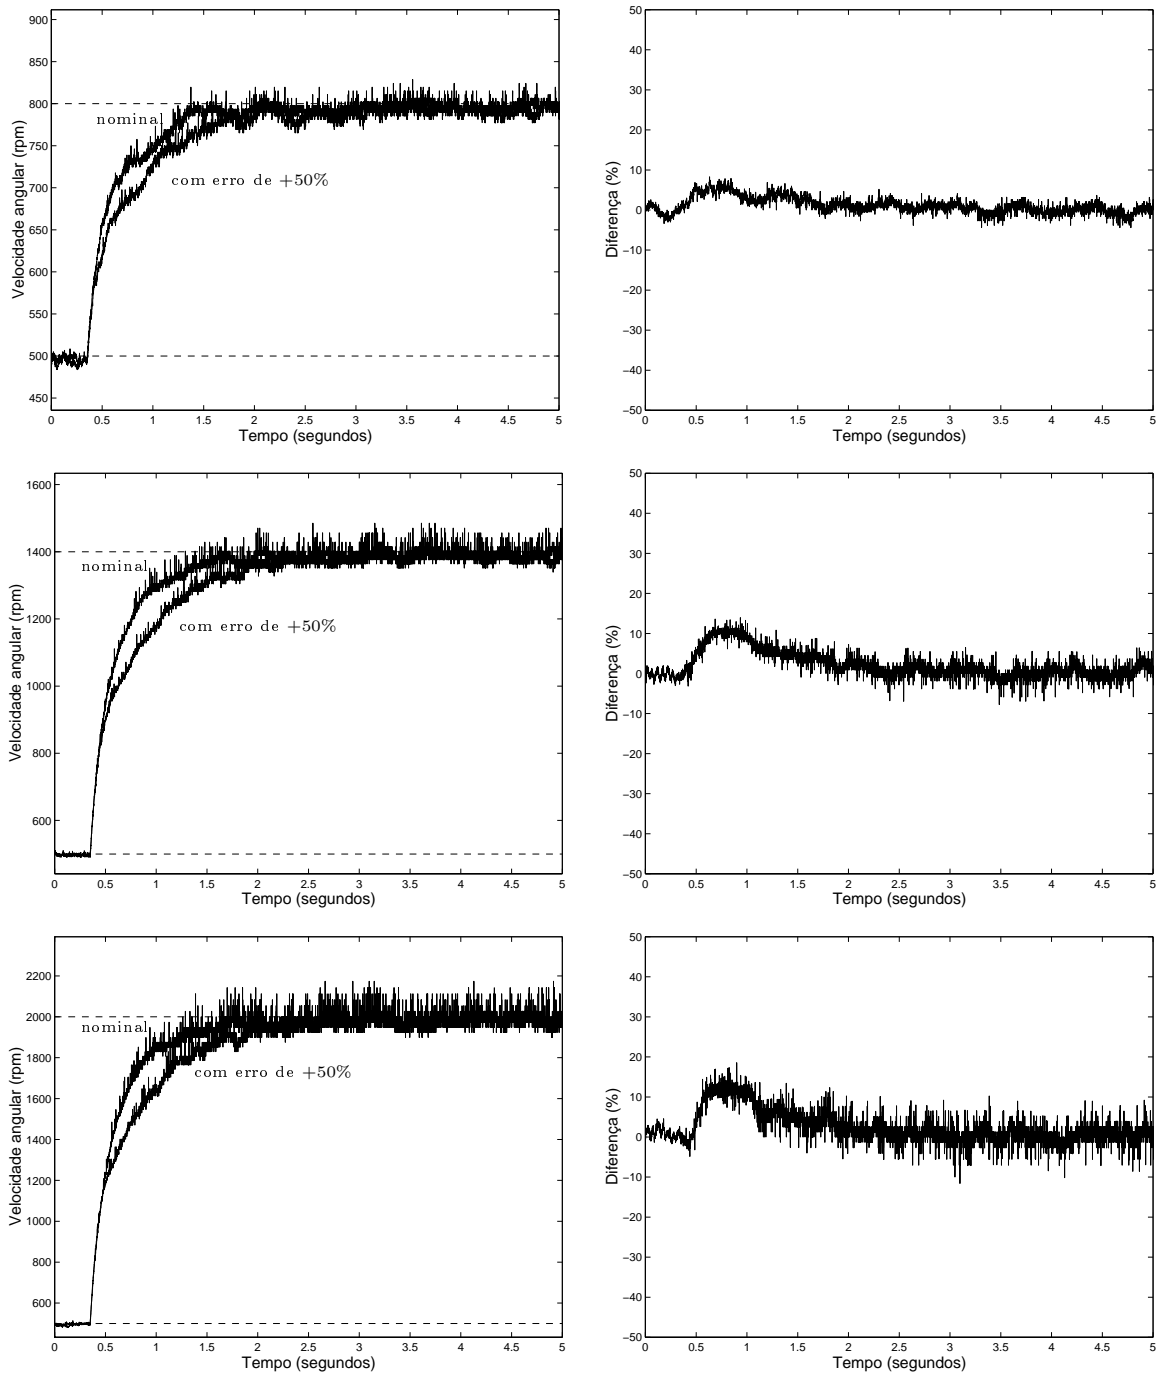 900
850
800
750
700
650
600
550
500
450
nominal
com erro de +50%
Velocidade angular (rpm)
0 0.5 1 1.5 2 2.5 3 3.5 4 4.5 5
Tempo (segundos)
50
40
30
20
10
0
−10
−20
−30
−40
−50
Diferença (%)
0 0.5 1 1.5 2 2.5 3 3.5 4 4.5 5
Tempo (segundos)
1600
1400
1200
1000
800
600
nominal
com erro de +50%
Velocidade angular (rpm)
0 0.5 1 1.5 2 2.5 3 3.5 4 4.5 5
Tempo (segundos)
50
40
30
20
10
0
−10
−20
−30
−40
−50
Diferença (%)
0 0.5 1 1.5 2 2.5 3 3.5 4 4.5 5
Tempo (segundos)
2200
2000
1800
1600
1400
1200
1000
800
600
nominal
com erro de +50%
Velocidade angular (rpm)
0 0.5 1 1.5 2 2.5 3 3.5 4 4.5 5
Tempo (segundos)
50
40
30
20
10
0
−10
−20
−30
−40
−50
Diferença (%)
0 0.5 1 1.5 2 2.5 3 3.5 4 4.5 5
Tempo (segundos)